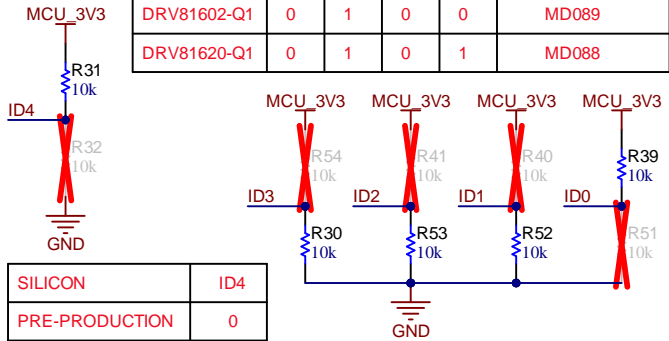 DRV81602-Q1 0 1 0 0 MD089
DRV81620-Q1 0 1 0 1 MD088
MCU_3V3
R31
10k
ID4
R32
10k
GND
MCU_3V3 MCU_3V3 MCU_3V3 MCU_3V3
R54 R41 R40 R39
10k 10k 10k 10k
ID3 ID2 ID1 ID0
R30 R53 R52 R51
10k 10k 10k 10k
GND
SILICON ID4
PRE-PRODUCTION 0